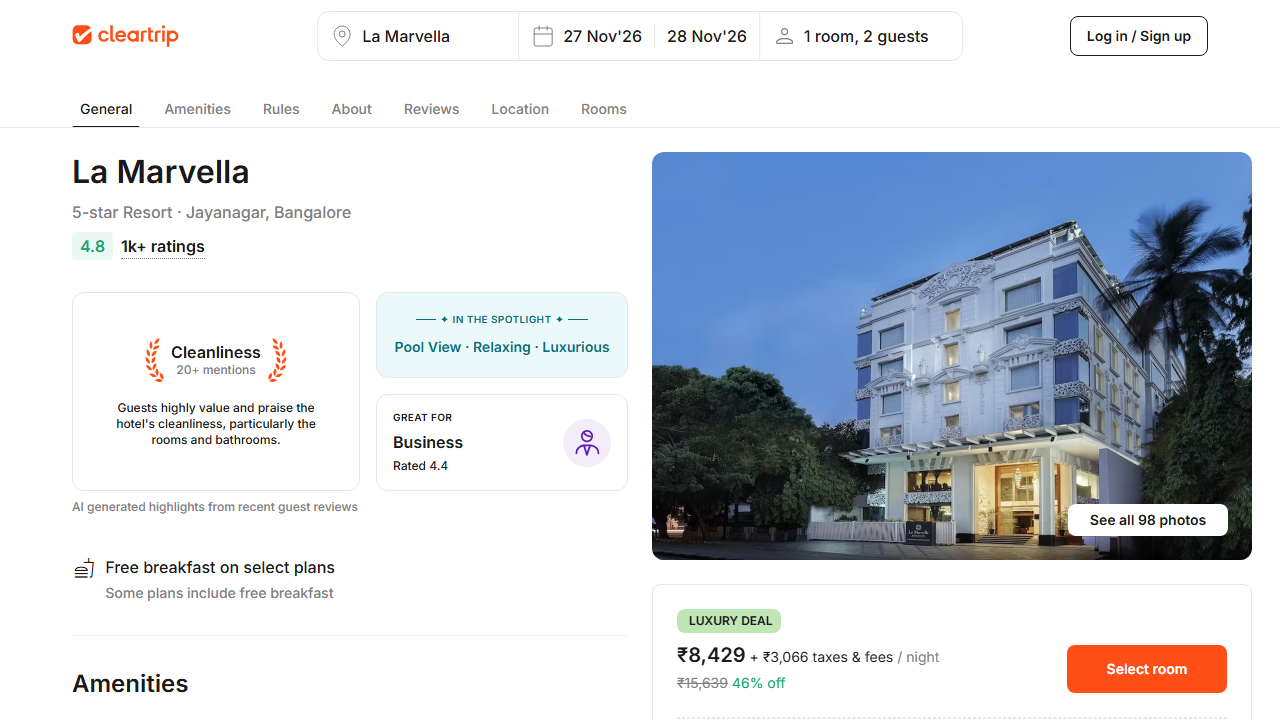 cleartrip
La Marvella
27 Nov'26
28 Nov'26
1 room, 2 guests
Log in / Sign up
General
Amenities
Rules
About
Reviews
Location
Rooms
La Marvella
5-star Resort · Jayanagar, Bangalore
4.8
1k+ ratings
Cleanliness
20+ mentions
Guests highly value and praise the
hotel's cleanliness, particularly the
rooms and bathrooms.
AI generated highlights from recent guest reviews
IN THE SPOTLIGHT
Pool View · Relaxing · Luxurious
GREAT FOR
Business
Rated 4.4
Free breakfast on select plans
Some plans include free breakfast
Amenities
La Marvella
See all 98 photos
LUXURY DEAL
₹8,429 + ₹3,066 taxes & fees / night
₹15,639 46% off
Select room